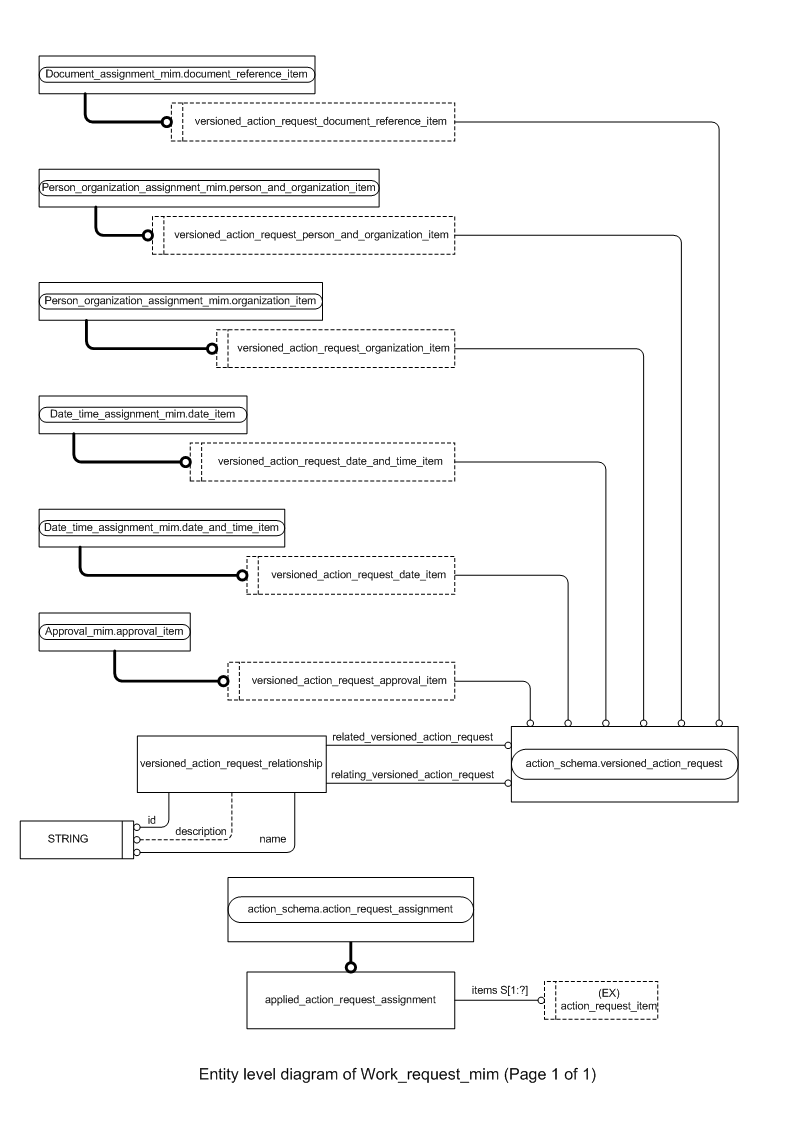 Document_assignment_mim.document_reference_item
versioned_action_request_document_reference_item
Person_organization_assignment_mim.person_and_organization_item
versioned_action_request_person_and_organization_item
Person_organization_assignment_mim.organization_item
versioned_action_request_organization_item
Date_time_assignment_mim.date_item
versioned_action_request_date_and_time_item
Date_time_assignment_mim.date_and_time_item
versioned_action_request_date_item
Approval_mim.approval_item
versioned_action_request_approval_item
related_versioned_action_request
versioned_action_request_relationship
action_schema.versioned_action_request
relating_versioned_action_request
id
description
name
STRING
action_schema.action_request_assignment
applied_action_request_assignment
items S[1:?]
(EX)
action_request_item
Entity level diagram of Work_request_mim (Page 1 of 1)